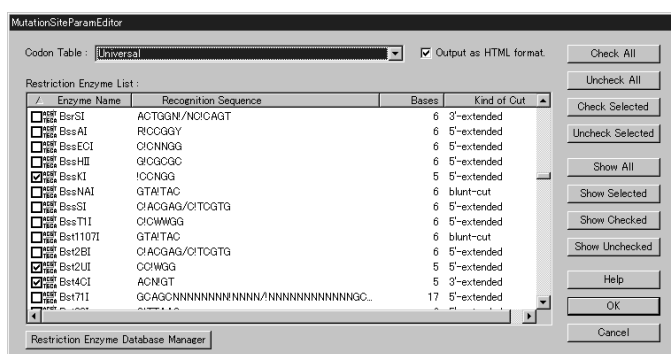 MutationSiteParamEditor
Codon Table : Universal
Output as HTML format.
Restriction Enzyme List :
Enzyme Name Recognition Sequence Bases Kind of Cut
BsrSI ACTGGN!/NC!CAGT 6 3'-extended
BssAI R!CCGGY 6 5'-extended
BssECI C!CNNGG 6 5'-extended
BssHII G!CGCGC 6 5'-extended
BssKI !CCNGG 5 5'-extended
BssNAI GTA!TAC 6 blunt-cut
BssSI C!ACGAG/C!TCGTG 6 5'-extended
BssT1I C!CWWGG 6 5'-extended
Bst1107I GTA!TAC 6 blunt-cut
Bst2BI C!ACGAG/C!TCGTG 6 5'-extended
Bst2UI CC!WGG 5 5'-extended
Bst4CI ACN!GT 5 3'-extended
Bst71I 17 5'-extended
Restriction Enzyme Database Manager
Check All
Uncheck All
Check Selected
Uncheck Selected
Show All
Show Selected
Show Checked
Show Unchecked
Help
OK
Cancel